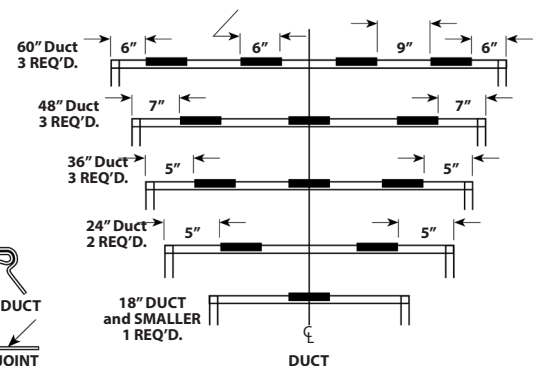 60" Duct
3 REQ'D.
6"
6"
9"
6"
48" Duct
3 REQ'D.
7"
7"
36" Duct
3 REQ'D.
5"
5"
24" Duct
2 REQ'D.
5"
5"
18" DUCT
and SMALLER
1 REQ'D.
CL
DUCT
DUCT
JOINT